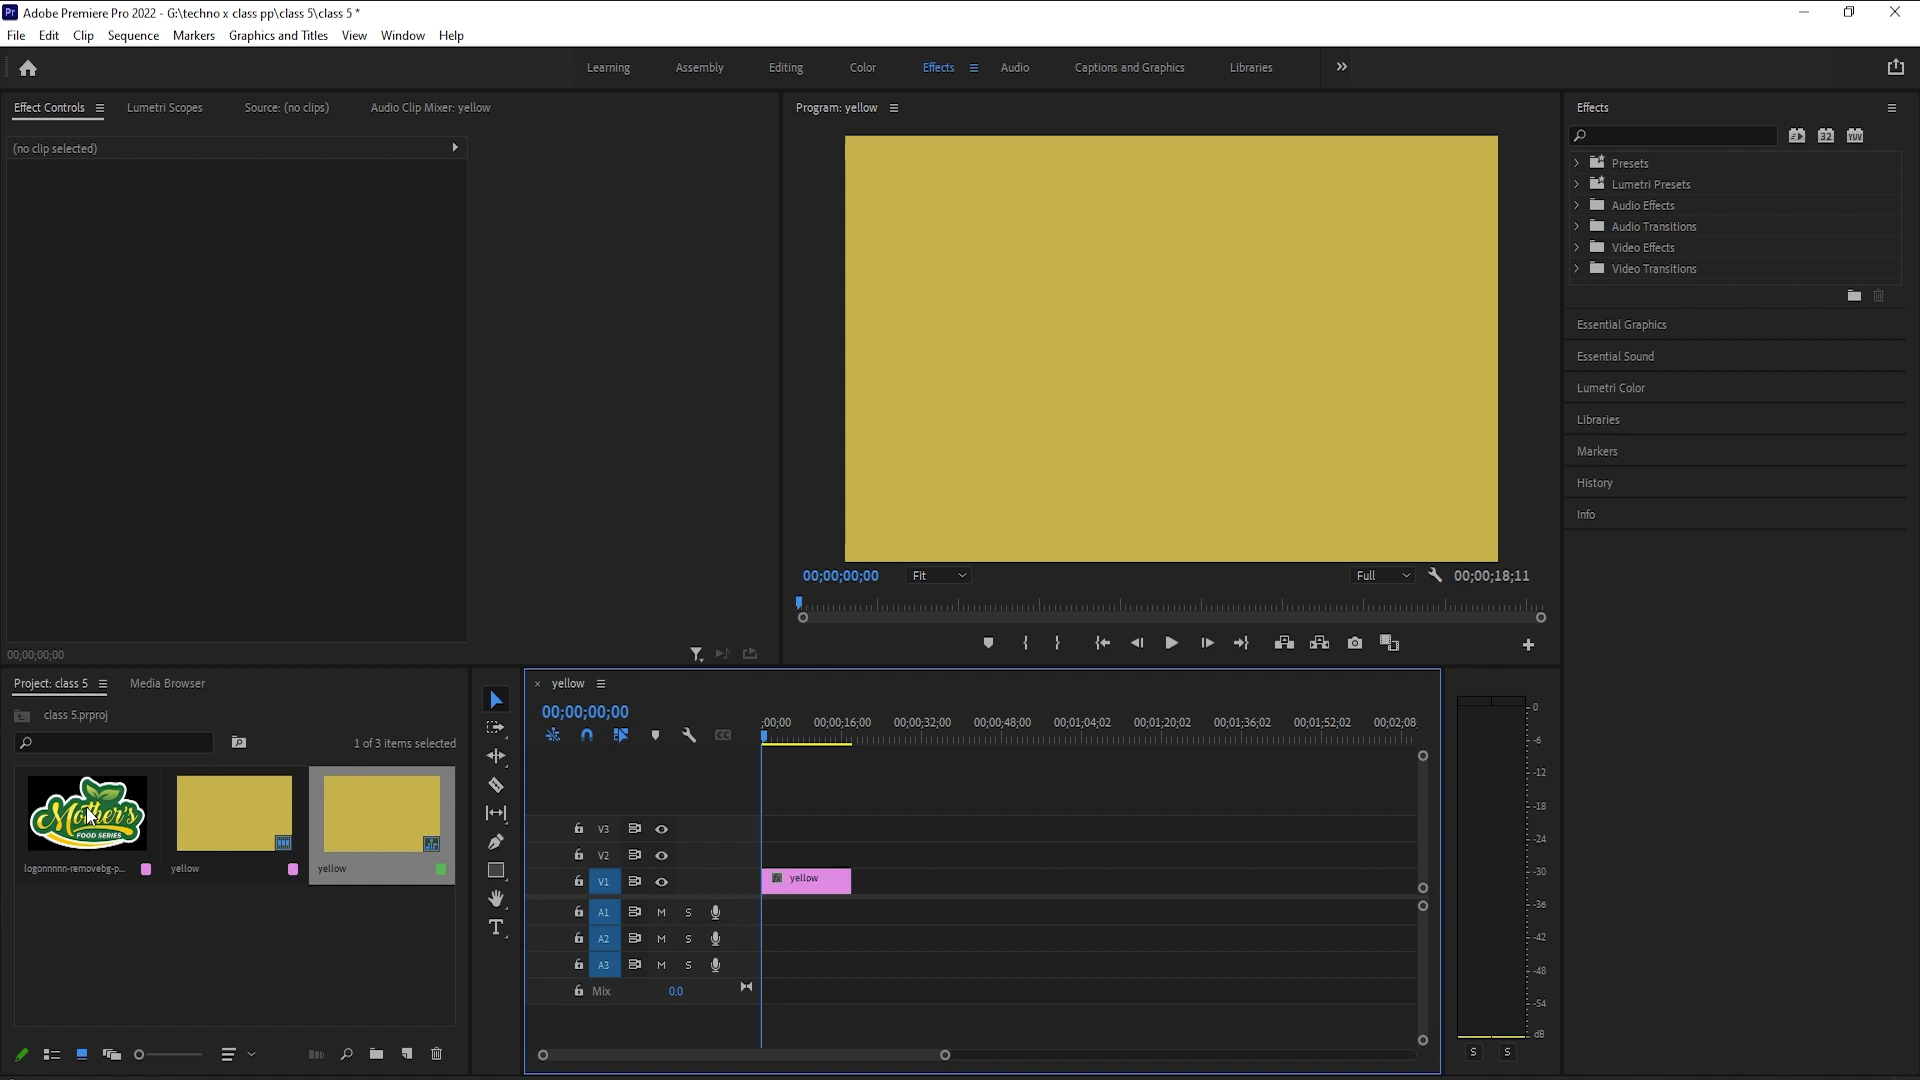 Pr Adobe Premiere Pro 2022 - G:\techno x class pp\class 5\class 5 *
File Edit Clip Sequence Markers Graphics and Titles View Window Help
Learning Assembly Editing Color Effects Audio Captions and Graphics Libraries
Effect Controls Lumetri Scopes Source: (no clips) Audio Clip Mixer: yellow
(no clip selected)
00;00;00;00
Program: yellow
00;00;00;00 Fit Full 00;00;18;11
Effects
32 YUV
Presets
Lumetri Presets
Audio Effects
Audio Transitions
Video Effects
Video Transitions
Essential Graphics
Essential Sound
Lumetri Color
Libraries
Markers
History
Info
Project: class 5 Media Browser
class 5.prproj
1 of 3 items selected
Mother's
FOOD SERIES
logonnnnn-removebg-p... yellow yellow
T
yellow
00;00;00;00
;00;00 00;00;16;00 00;00;32;00 00;00;48;00 00;01;04;02 00;01;20;02 00;01;36;02 00;01;52;02 00;02;08
CC
V3
V2
V1 fx yellow
A1 M S
A2 M S
A3 M S
Mix 0.0
0
-6
-12
-18
-24
-30
-36
-42
-48
-54
dB
S S